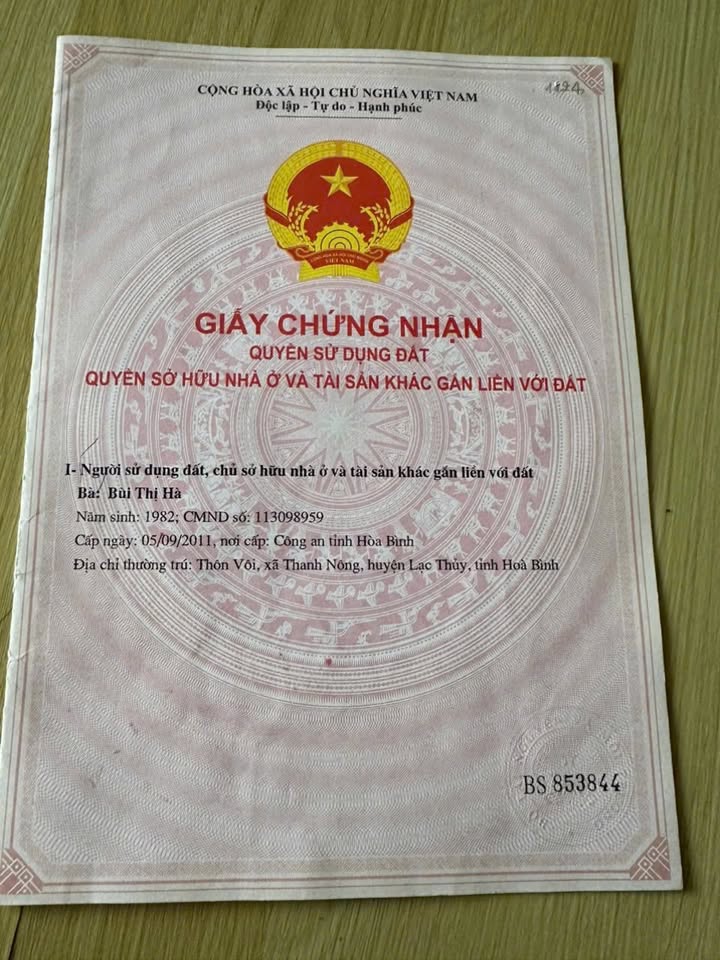 CỘNG HÒA XÃ HỘI CHỦ NGHĨA VIỆT NAM
Độc lập - Tự do - Hạnh phúc
VIỆT NAM
GIẤY CHỨNG NHẬN
QUYỀN SỬ DỤNG ĐẤT
QUYỀN SỞ HỮU NHÀ Ở VÀ TÀI SẢN KHÁC GẮN LIỀN VỚI ĐẤT
I- Người sử dụng đất, chủ sở hữu nhà ở và tài sản khác gắn liền với đất
Bà: Bùi Thị Hà
Năm sinh: 1982; CMND số: 113098959
Cấp ngày: 05/09/2011, nơi cấp: Công an tỉnh Hòa Bình
Địa chỉ thường trú: Thôn Vôi, xã Thanh Nông, huyện Lạc Thủy, tỉnh Hoà Bình
BS 853844